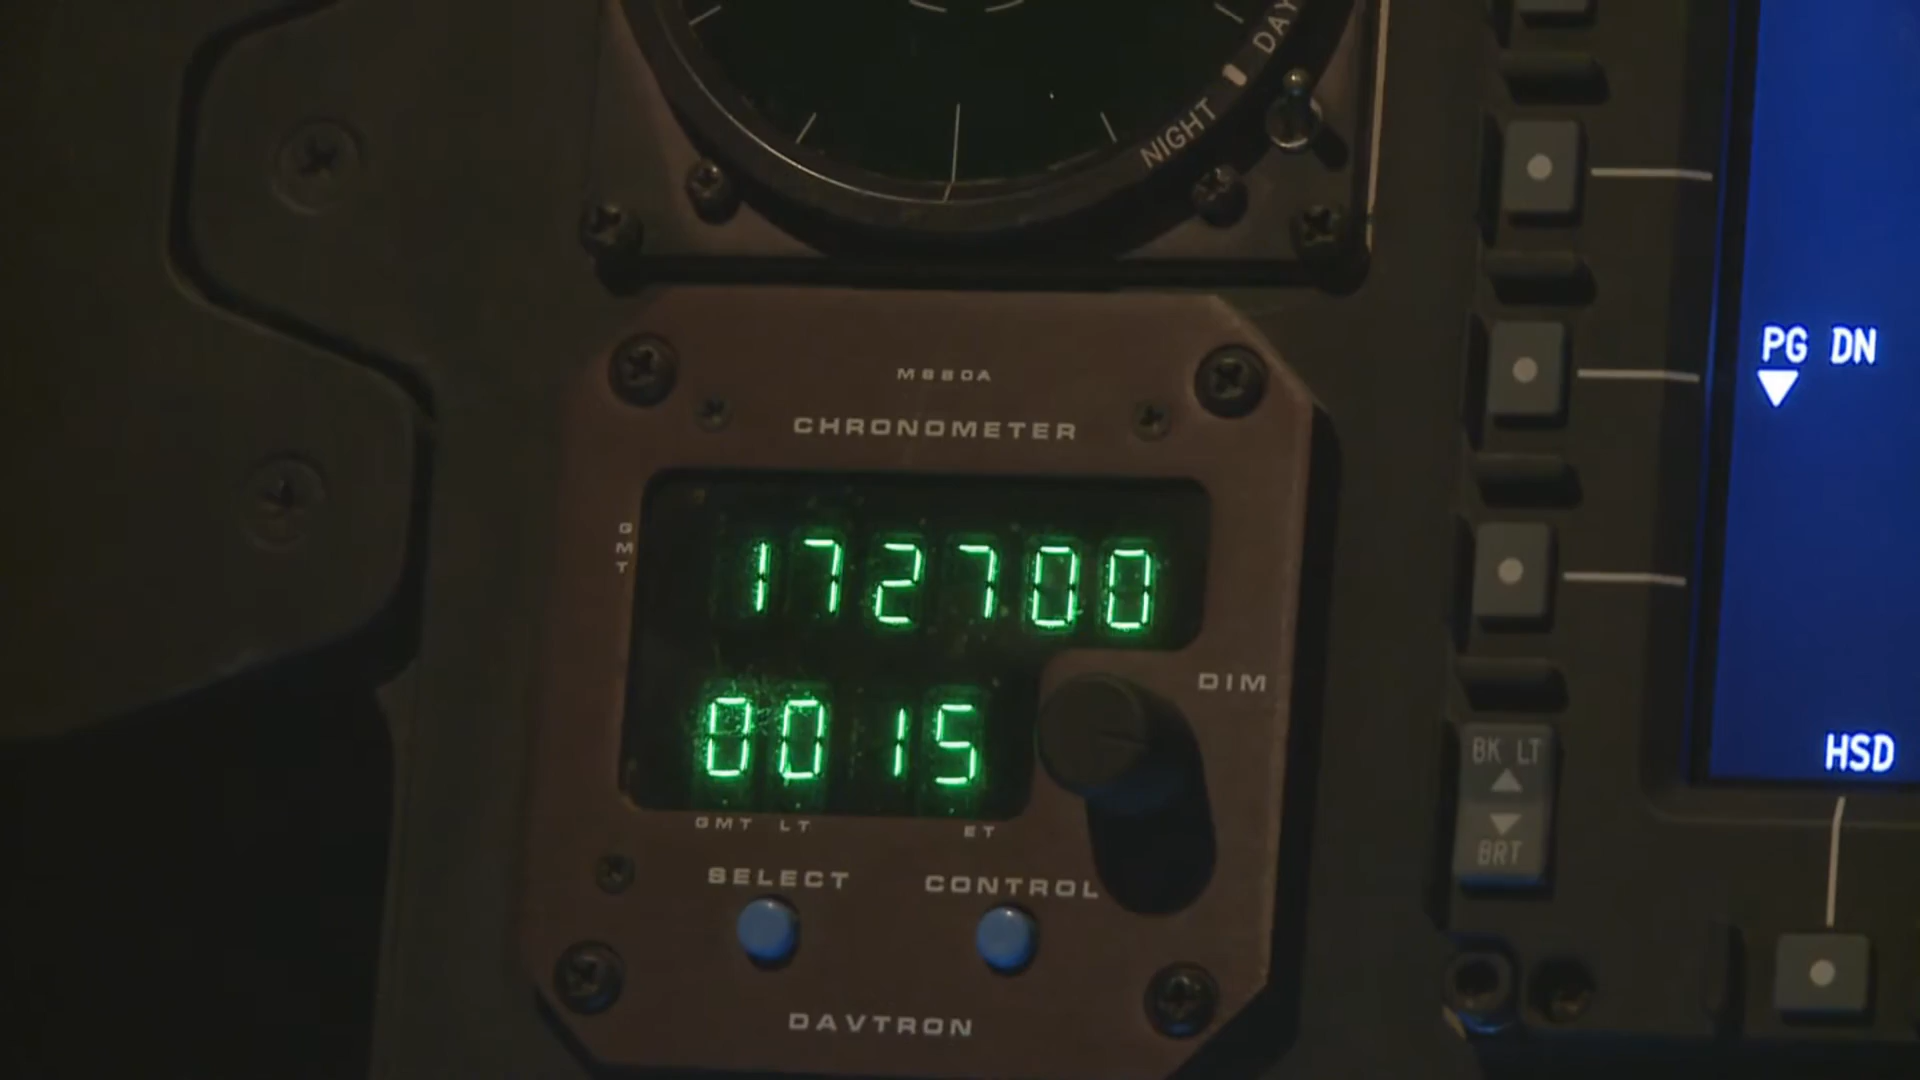 DAY
NIGHT
M880A
CHRONOMETER
GMT
172700
0015
DIM
GMT LT ET
SELECT CONTROL
DAVTRON
PG DN
HSD
BK LT
BRT